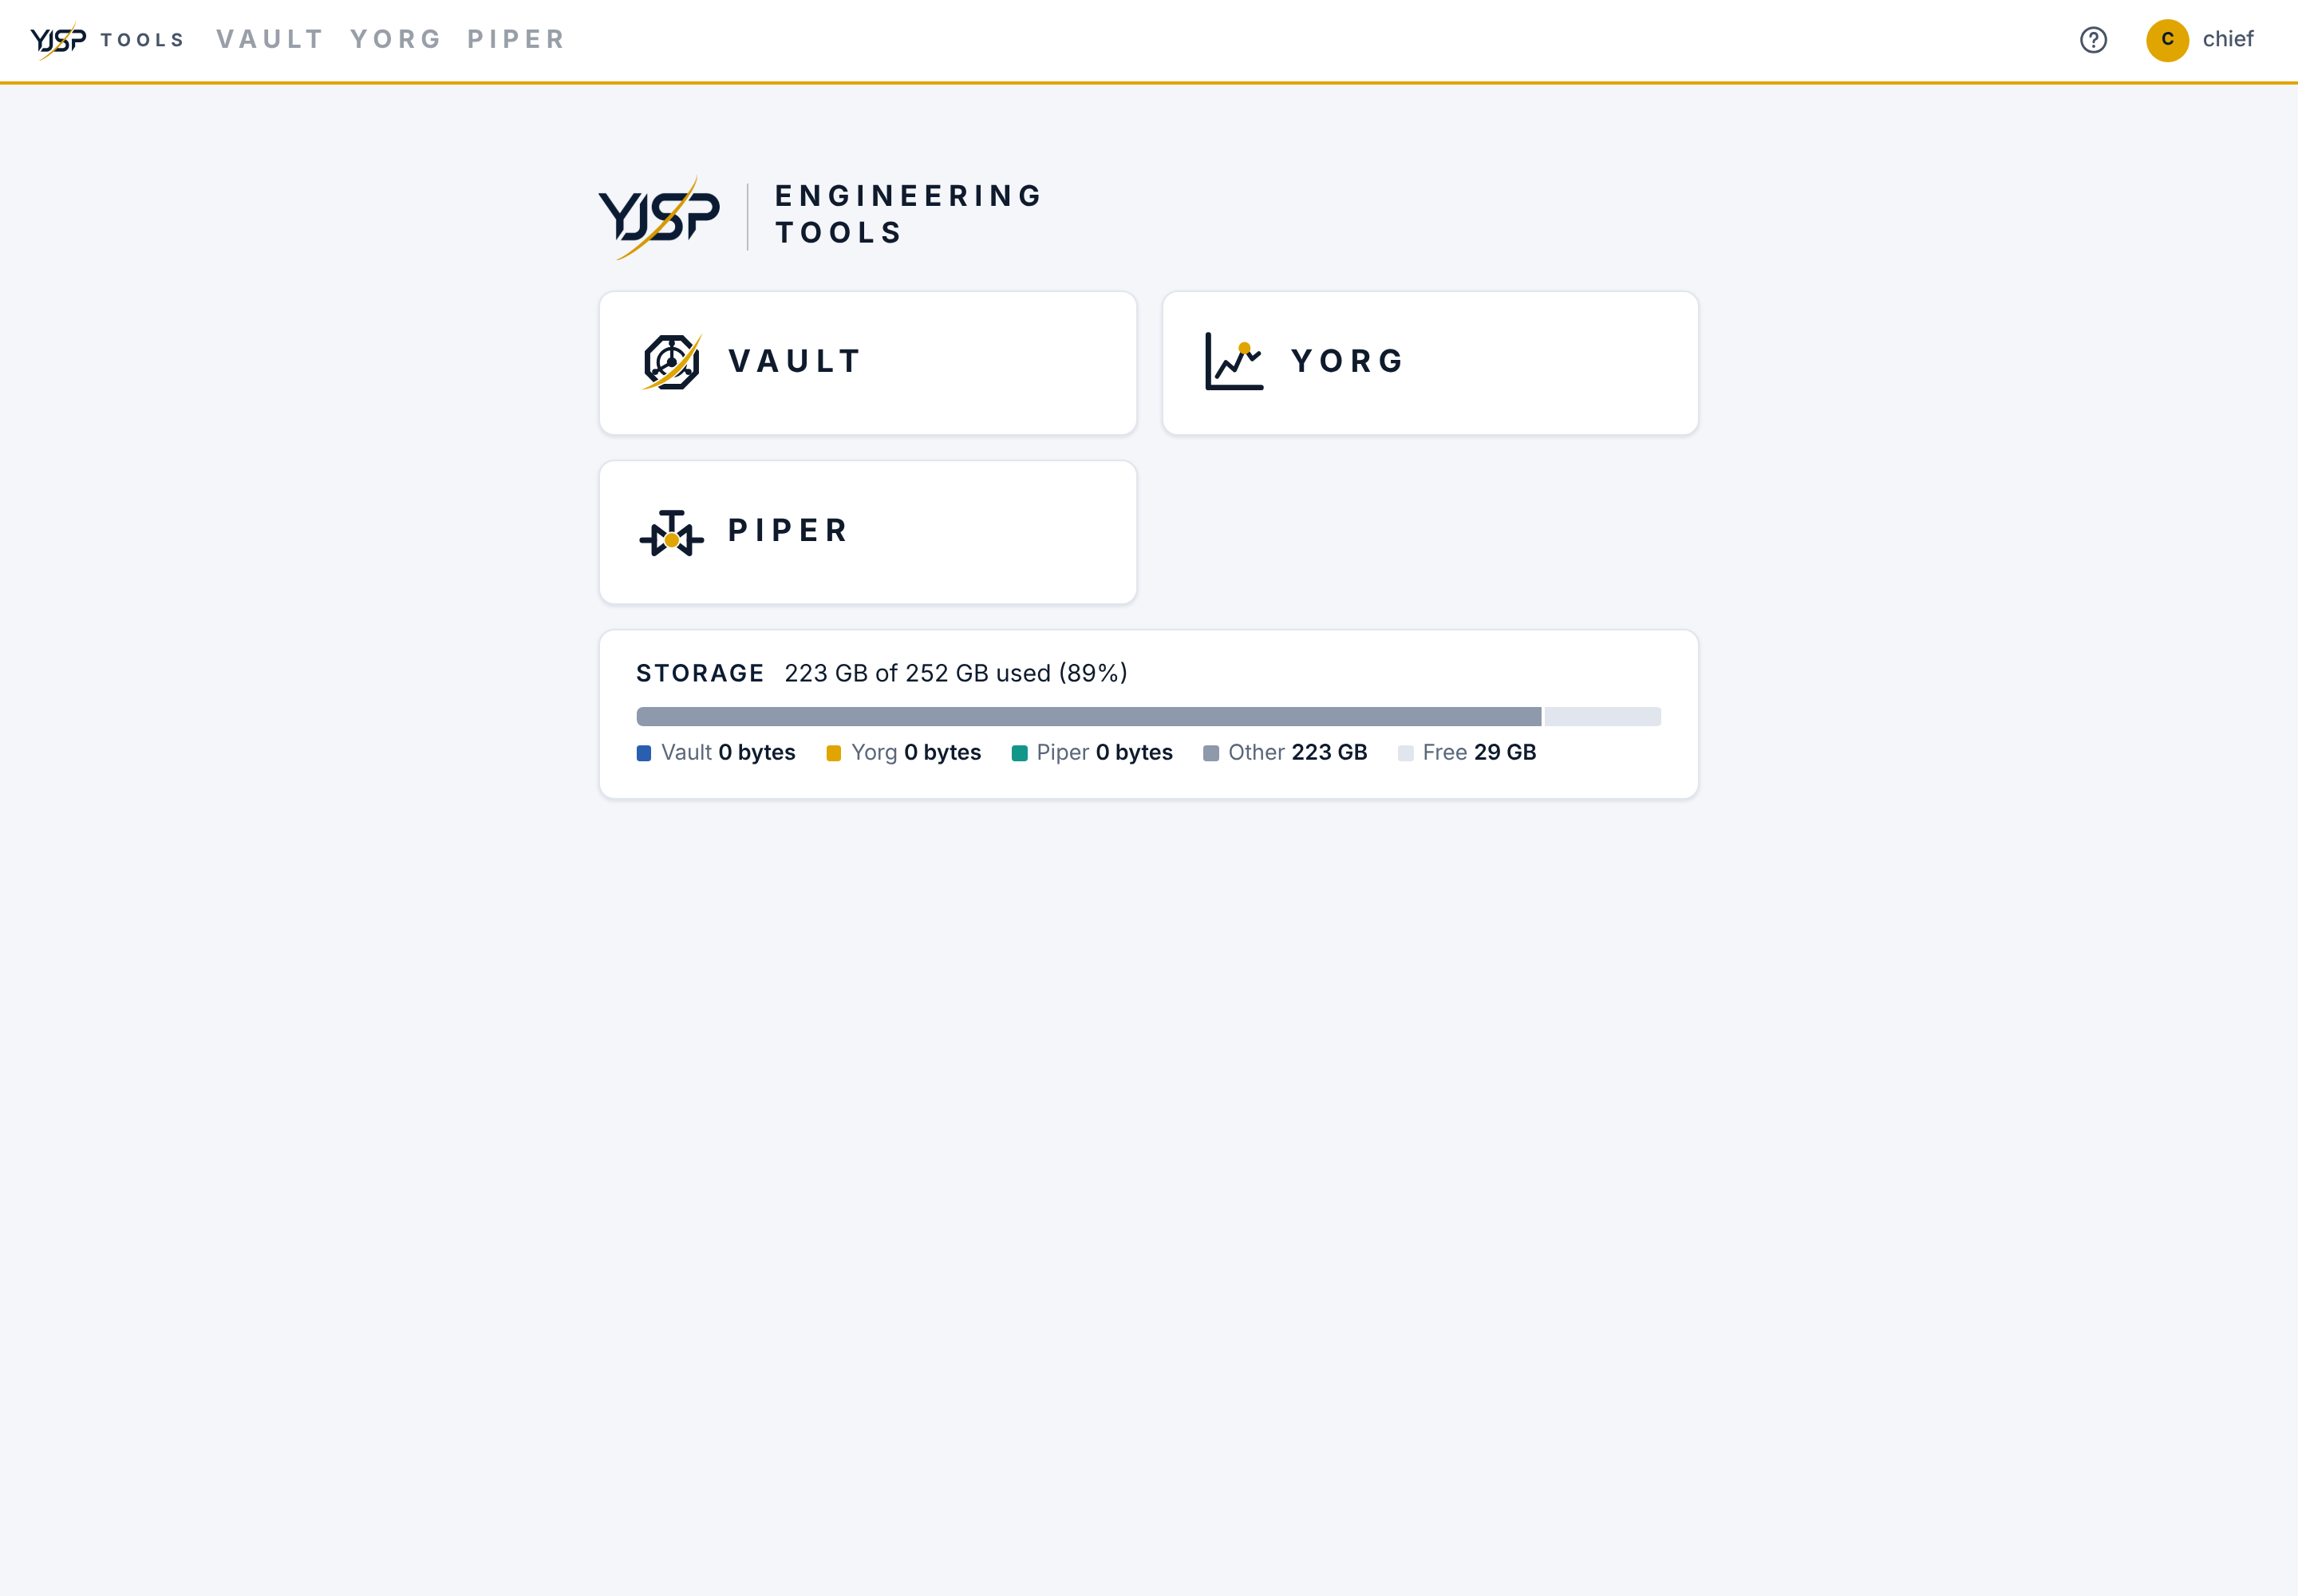 YJSP TOOLS VAULT YORG PIPER ? C chief
YJSP ENGINEERING
TOOLS
VAULT
YORG
PIPER
STORAGE 223 GB of 252 GB used (89%)
Vault 0 bytes Yorg 0 bytes Piper 0 bytes Other 223 GB Free 29 GB